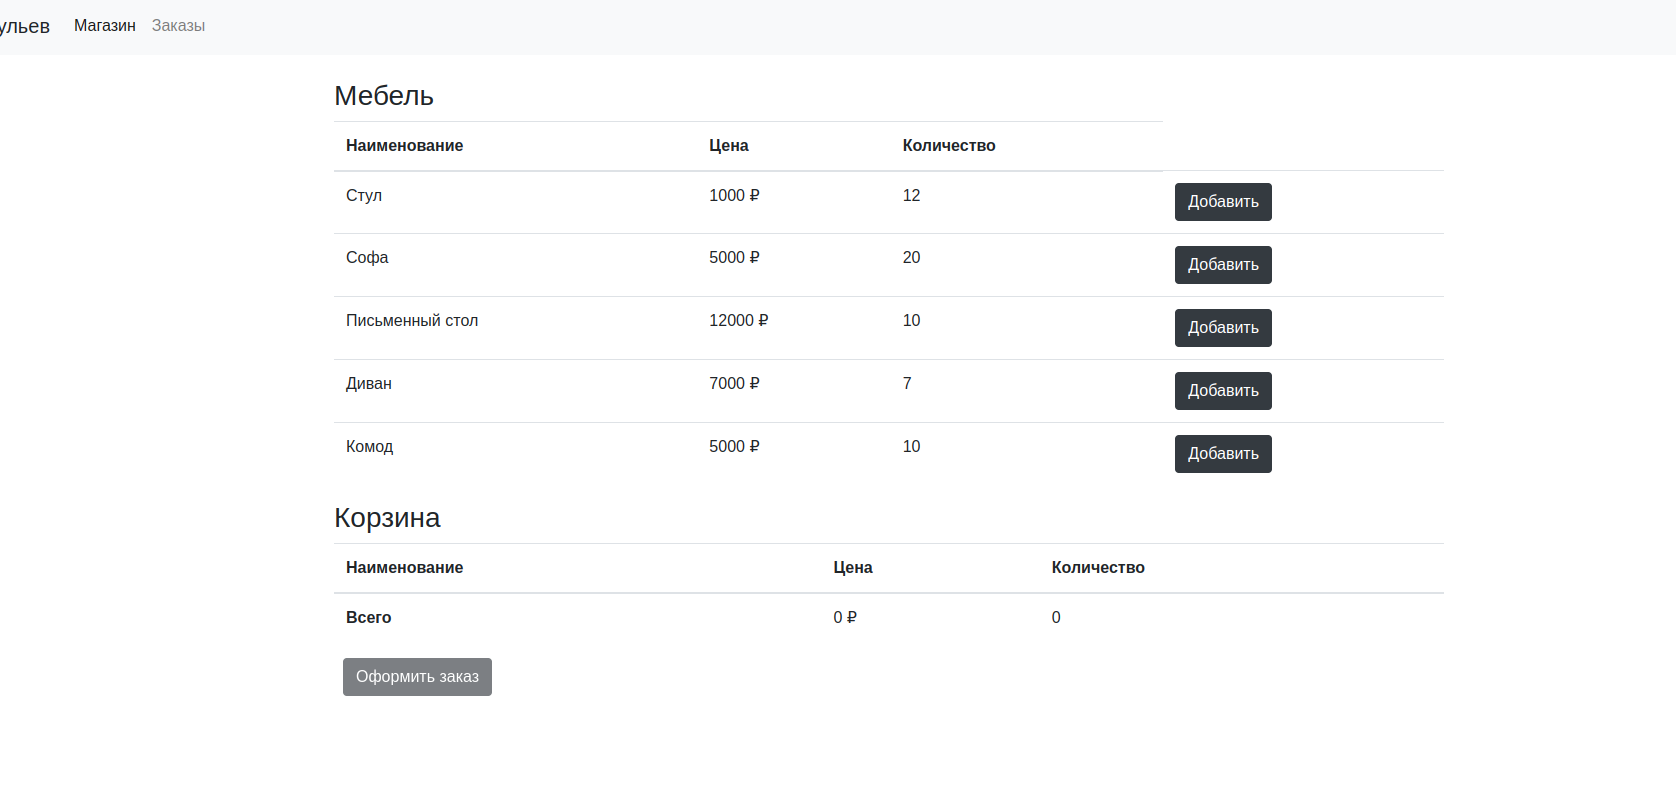 Магазин Заказы
Мебель
Наименование Цена Количество
Стул 1000 ₽ 12 Добавить
Софа 5000 ₽ 20 Добавить
Письменный стол 12000 ₽ 10 Добавить
Диван 7000 ₽ 7 Добавить
Комод 5000 ₽ 10 Добавить
Корзина
Наименование Цена Количество
Всего 0 ₽ 0
Оформить заказ